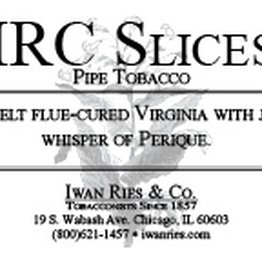 IRC Slices
Pipe Tobacco
elt flue-cured Virginia with
whisper of Perique.
Iwan Ries & Co.
Tobacconists Since 1857
19 S. Wabash Ave. Chicago, IL 60603
(800)621-1457 • iwanries.com